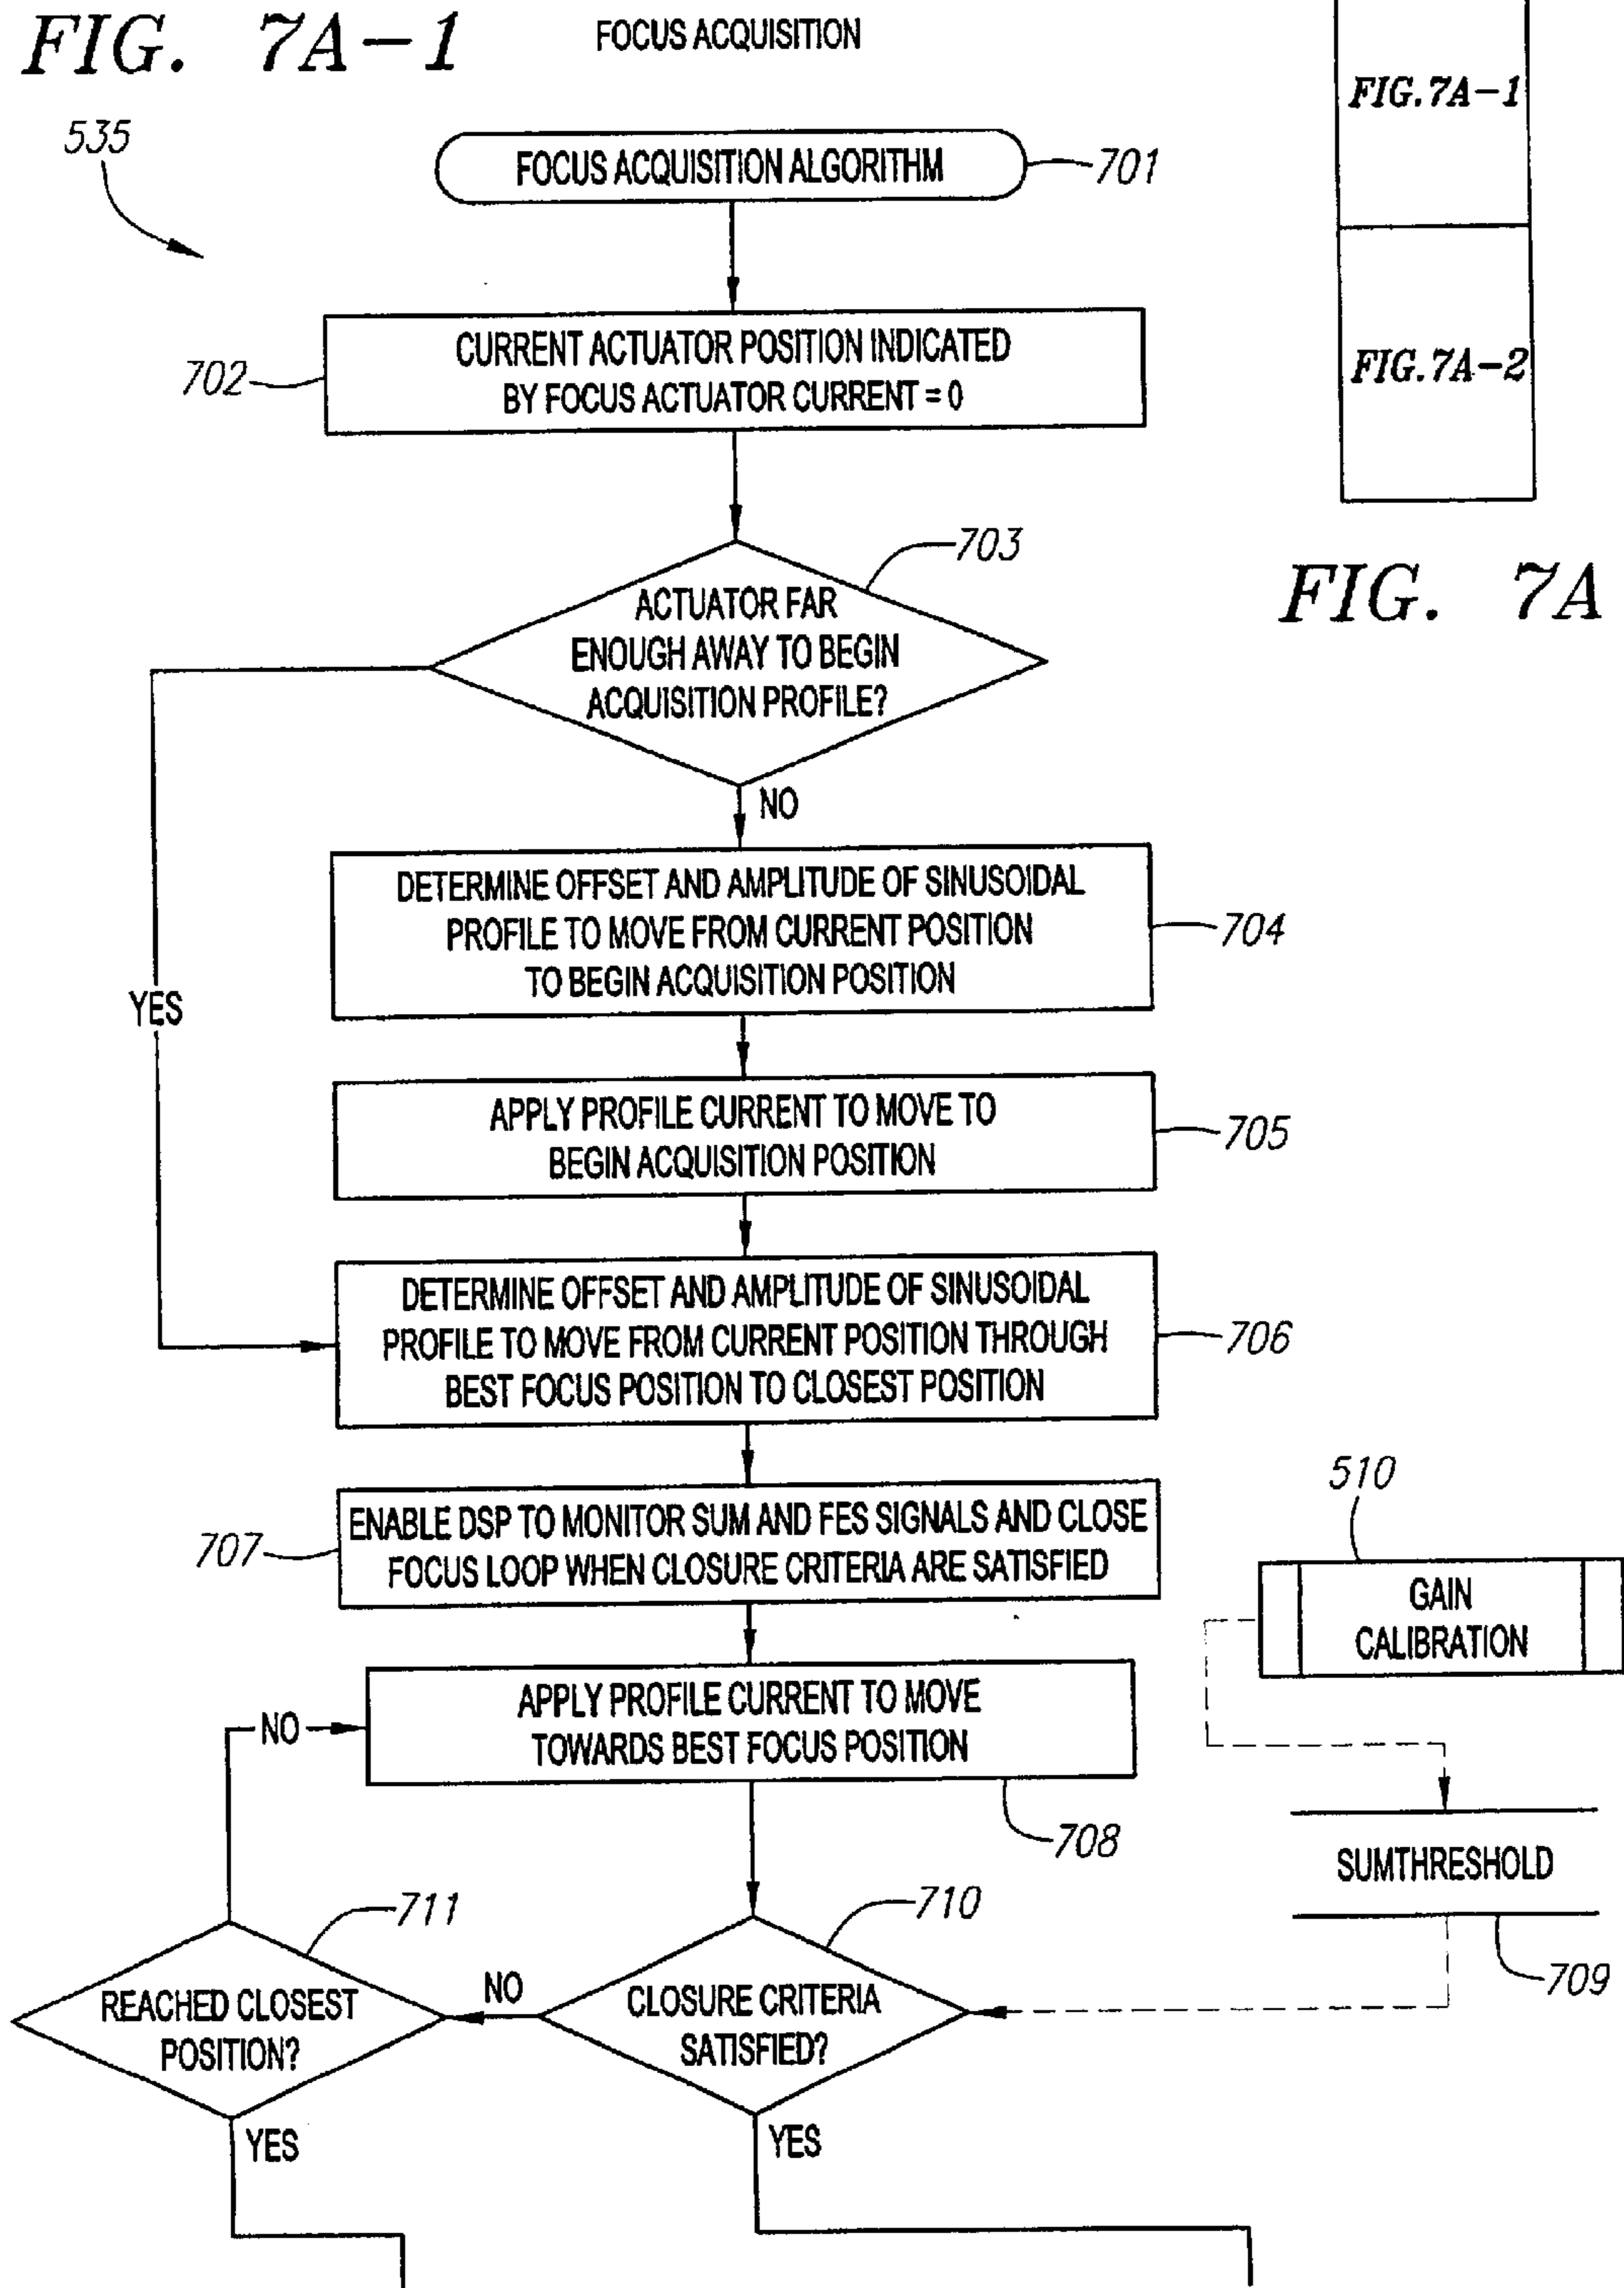 FIG. 7A-1
FOCUS ACQUISITION
FIG.7A-1
FIG.7A-2
FIG. 7A
535
FOCUS ACQUISITION ALGORITHM
701
CURRENT ACTUATOR POSITION INDICATED
BY FOCUS ACTUATOR CURRENT = 0
702
703
ACTUATOR FAR
ENOUGH AWAY TO BEGIN
ACQUISITION PROFILE?
NO
YES
DETERMINE OFFSET AND AMPLITUDE OF SINUSOIDAL
PROFILE TO MOVE FROM CURRENT POSITION
TO BEGIN ACQUISITION POSITION
704
APPLY PROFILE CURRENT TO MOVE TO
BEGIN ACQUISITION POSITION
705
DETERMINE OFFSET AND AMPLITUDE OF SINUSOIDAL
PROFILE TO MOVE FROM CURRENT POSITION THROUGH
BEST FOCUS POSITION TO CLOSEST POSITION
706
ENABLE DSP TO MONITOR SUM AND FES SIGNALS AND CLOSE
FOCUS LOOP WHEN CLOSURE CRITERIA ARE SATISFIED
707
510
GAIN
CALIBRATION
APPLY PROFILE CURRENT TO MOVE
TOWARDS BEST FOCUS POSITION
NO
708
SUMTHRESHOLD
709
711
710
REACHED CLOSEST
POSITION?
NO
CLOSURE CRITERIA
SATISFIED?
YES
YES